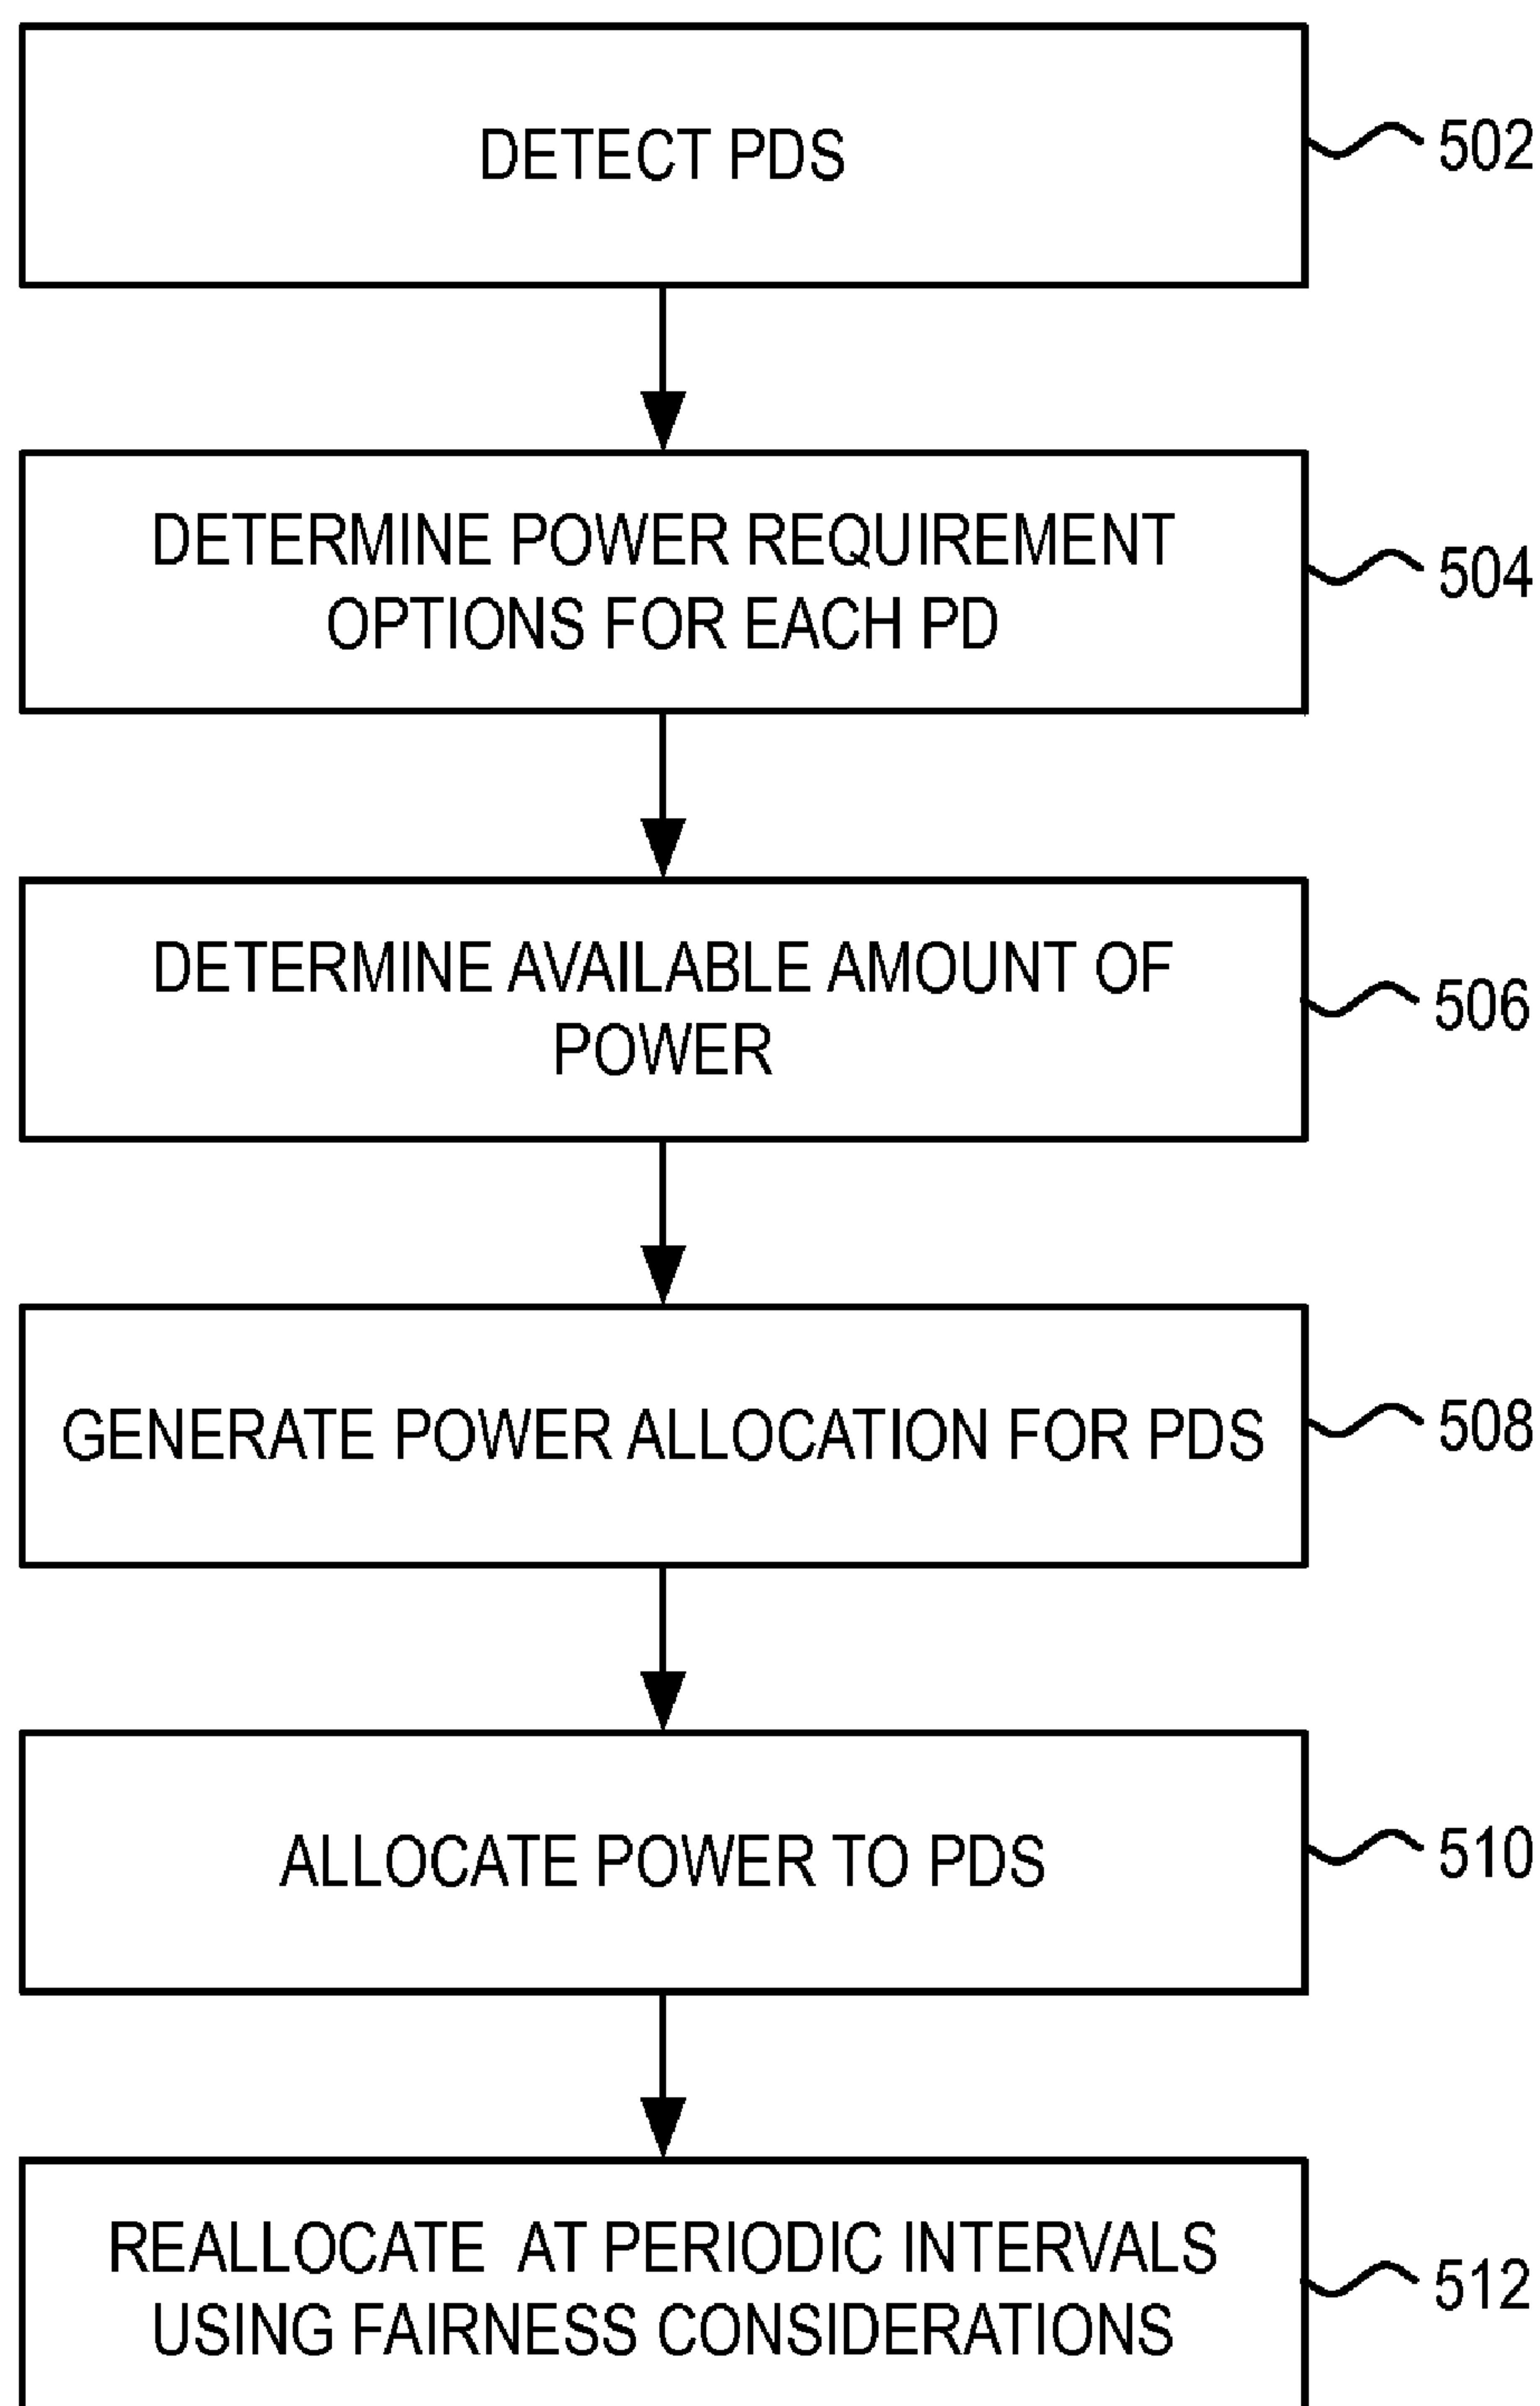 DETECT PDS
502
DETERMINE POWER REQUIREMENT
OPTIONS FOR EACH PD
504
DETERMINE AVAILABLE AMOUNT OF
POWER
506
GENERATE POWER ALLOCATION FOR PDS
508
ALLOCATE POWER TO PDS
510
REALLOCATE AT PERIODIC INTERVALS
USING FAIRNESS CONSIDERATIONS
512